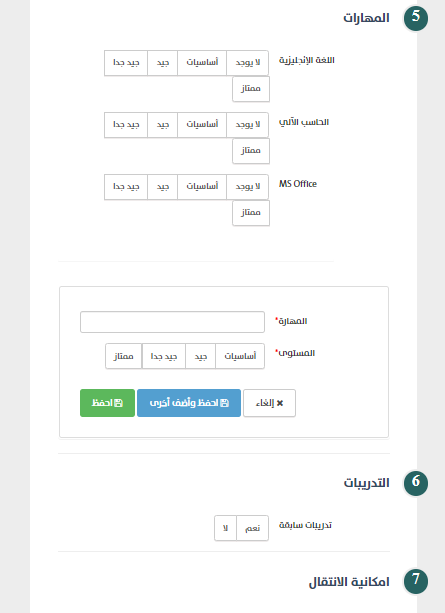 5 المهارات
اللغة الإنجليزية لا يوجد أساسيات جيد جيد جدا
ممتاز
الحاسب الآلي لا يوجد أساسيات جيد جيد جدا
ممتاز
MS Office لا يوجد أساسيات جيد جيد جدا
ممتاز
المهارة*
المستوى* أساسيات جيد جيد جدا ممتاز
إلغاء احفظ وأضف أخرى احفظ
6 التدريبات
تدريبات سابقة نعم لا
7 امكانية الانتقال